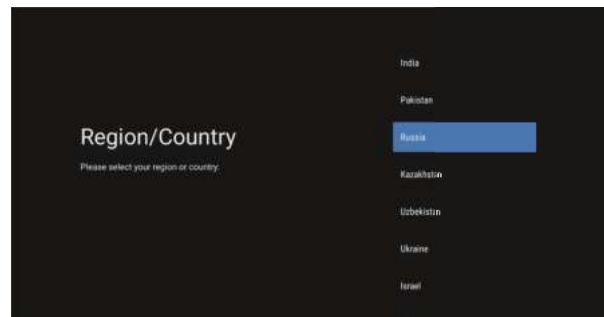 Region/Country
Please select your region or country.
India
Pakistan
Russia
Kazakhstan
Uzbekistan
Ukraine
Israel